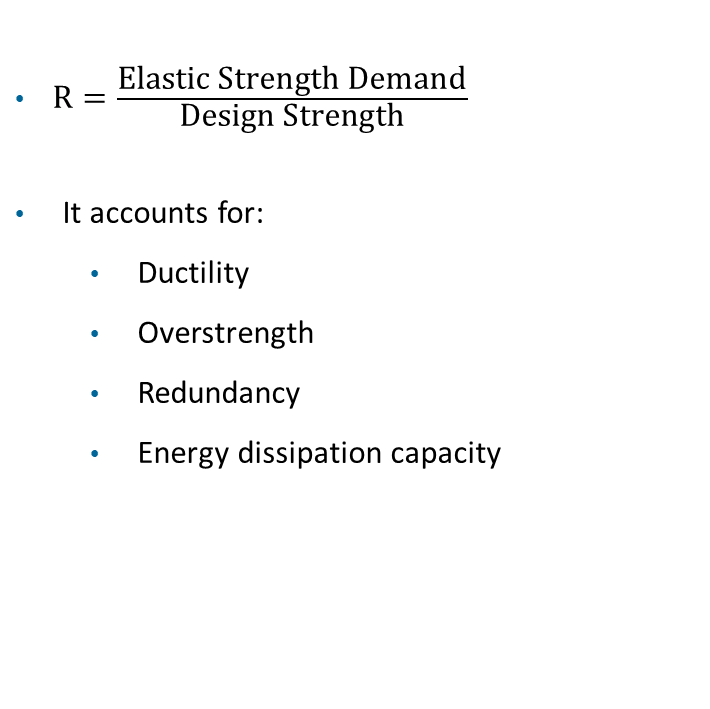 • R = Elastic Strength Demand / Design Strength
• It accounts for:
• Ductility
• Overstrength
• Redundancy
• Energy dissipation capacity